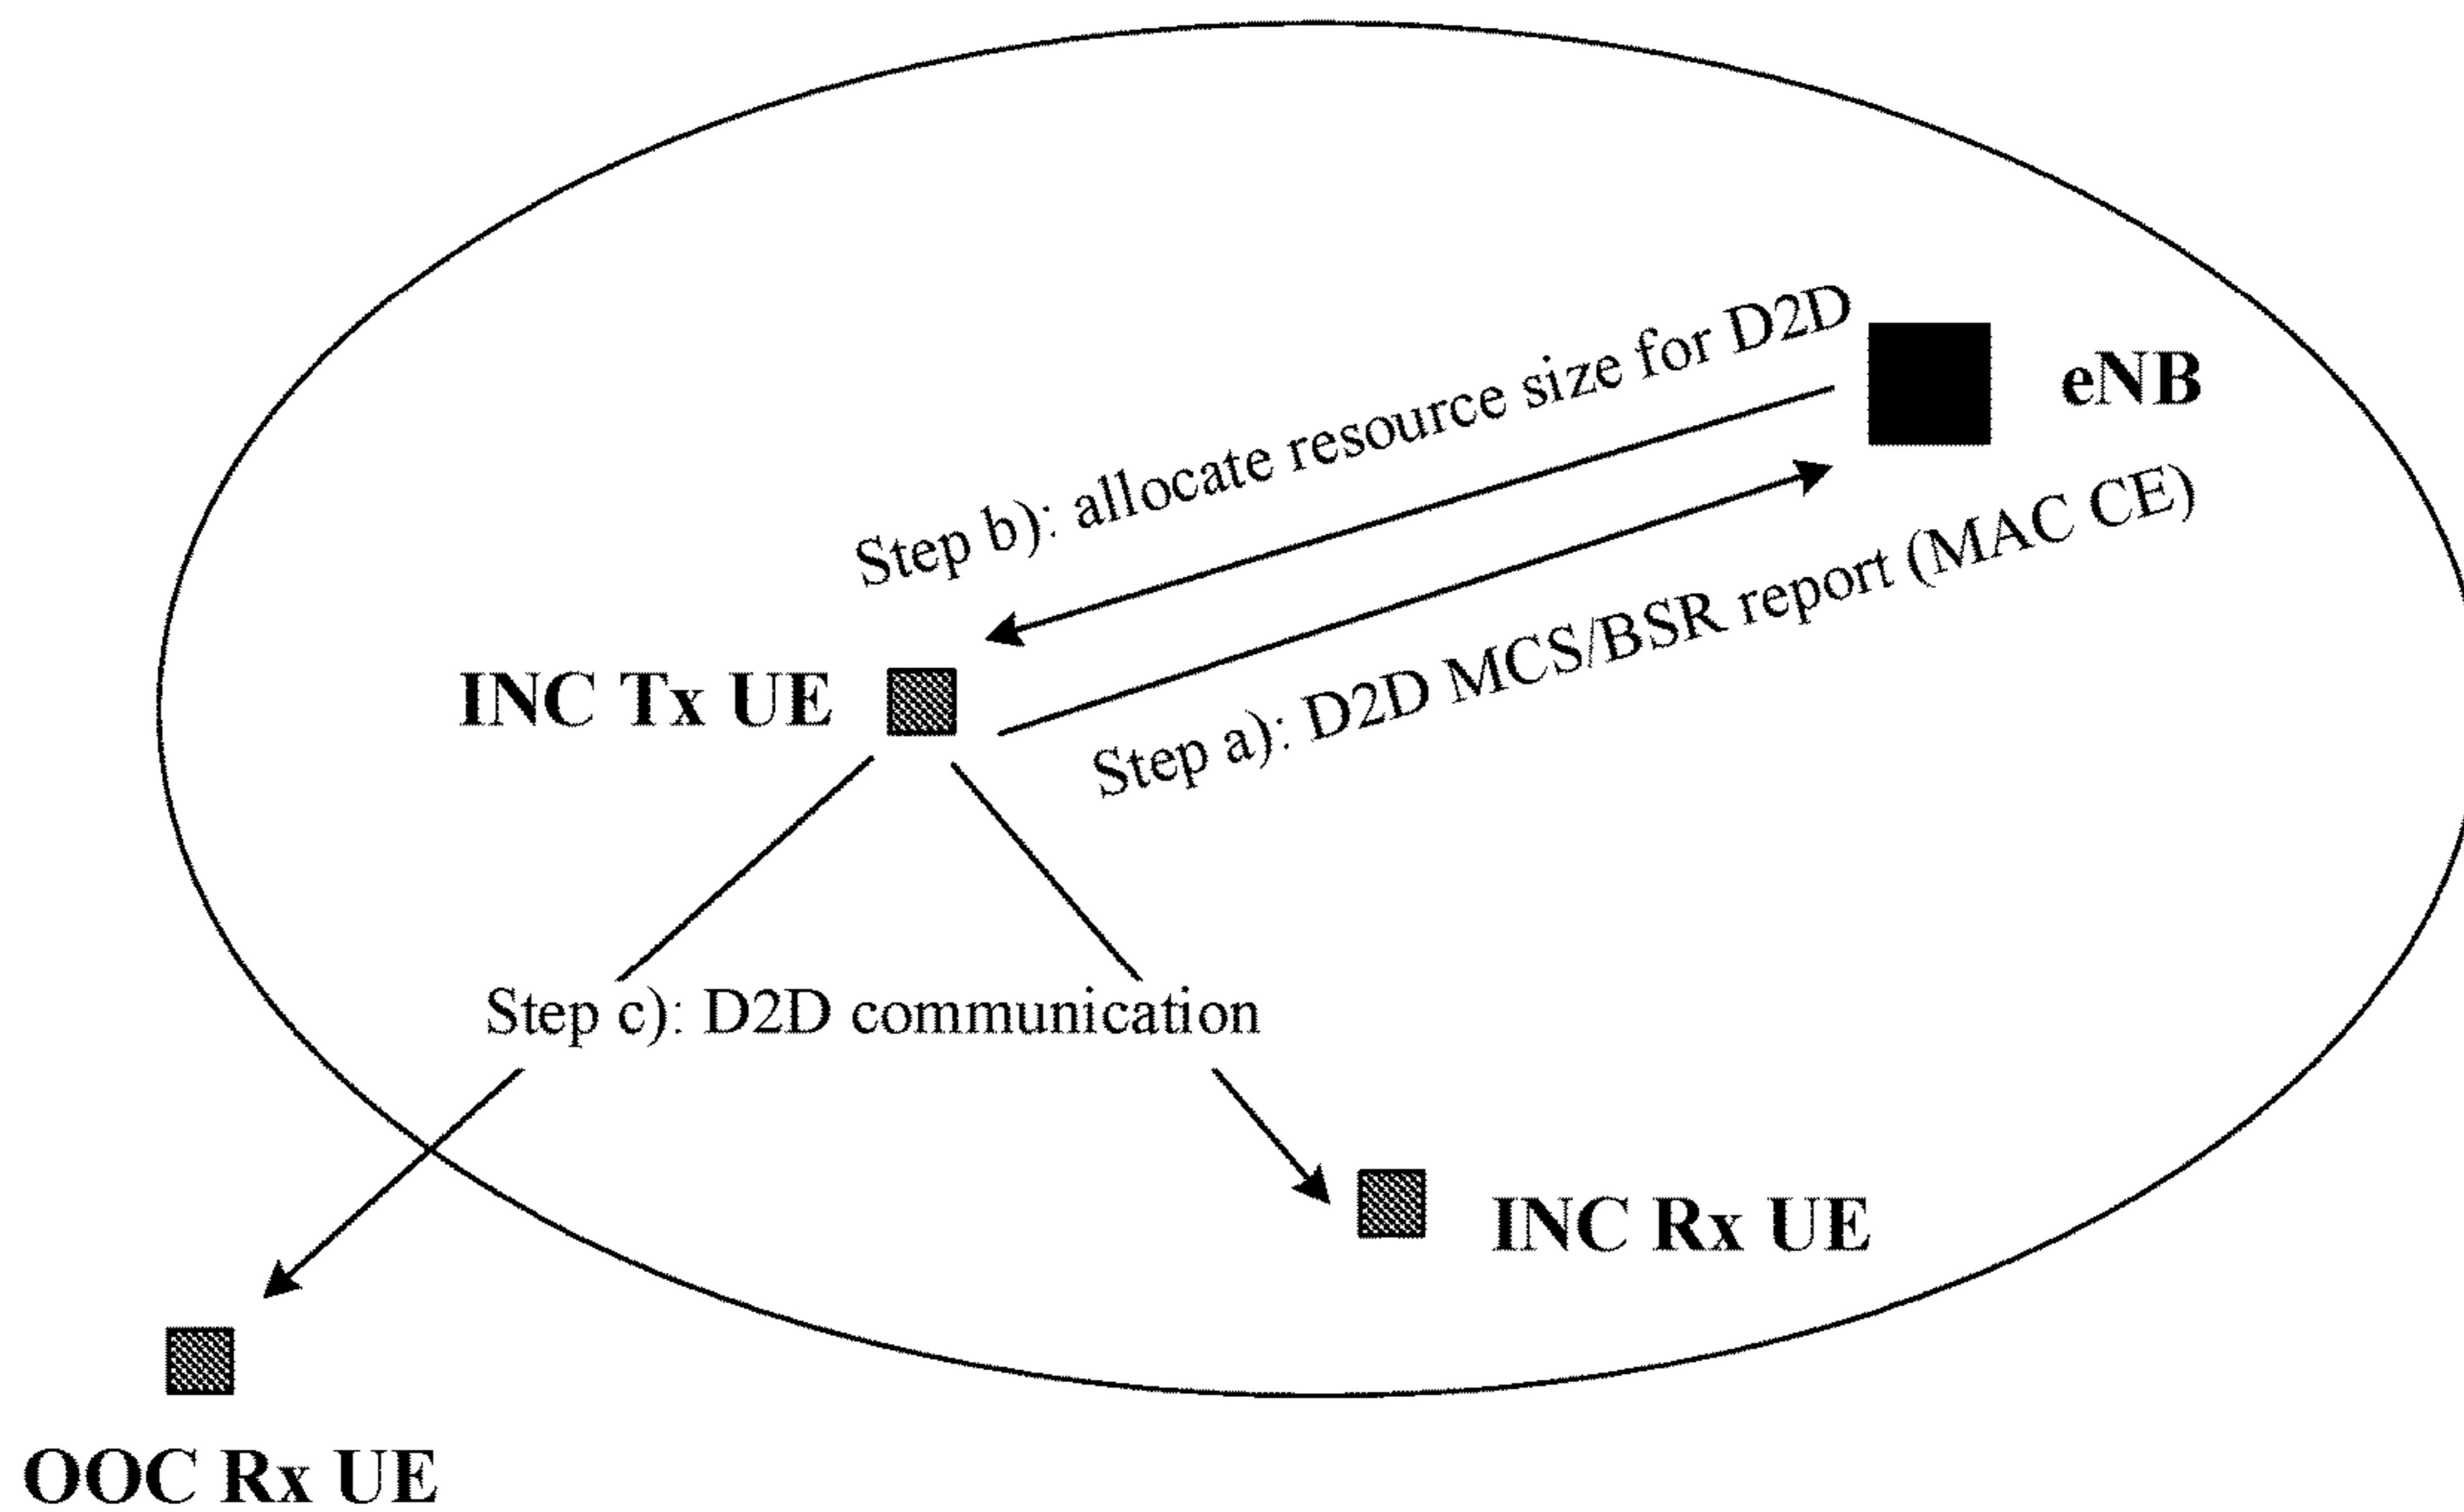 Step b): allocate resource size for D2D
eNB
Step a): D2D MCS/BSR report (MAC CE)
INC Tx UE
Step c): D2D communication
INC Rx UE
OOC Rx UE